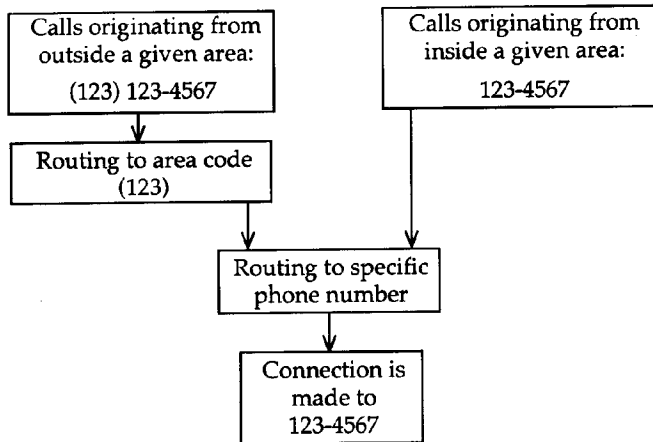 Calls originating from
outside a given area:
(123) 123-4567
Calls originating from
inside a given area:
123-4567
Routing to area code
(123)
Routing to specific
phone number
Connection is
made to
123-4567